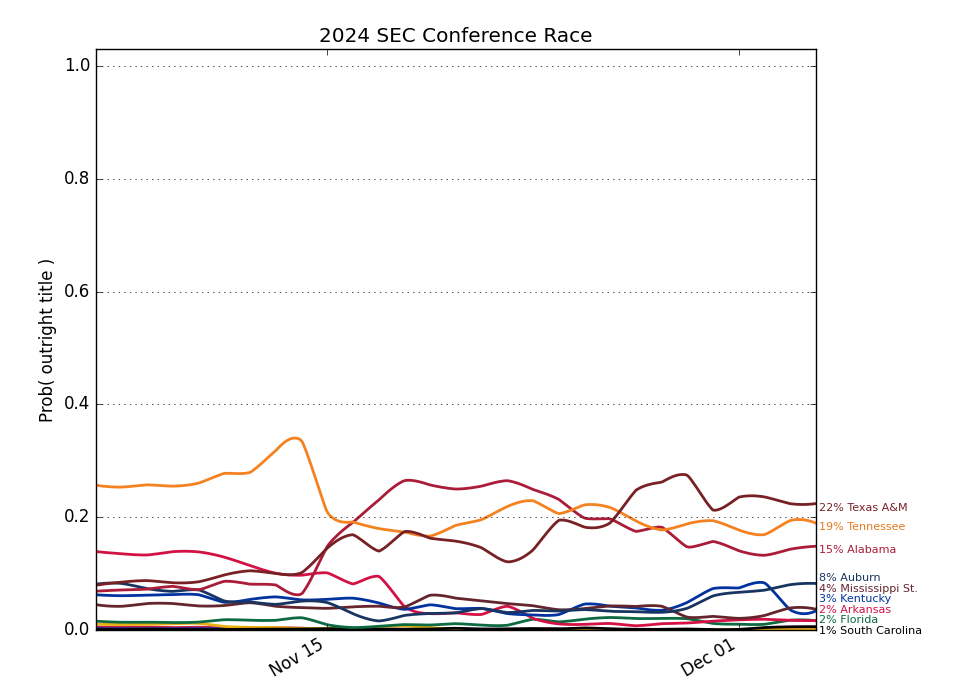 2024 SEC Conference Race
1.0
0.8
0.6
0.4
0.2
0.0
Prob( outright title )
Nov 15
Dec 01
22% Texas A&M
19% Tennessee
15% Alabama
8% Auburn
4% Mississippi St.
3% Kentucky
2% Arkansas
2% Florida
1% South Carolina